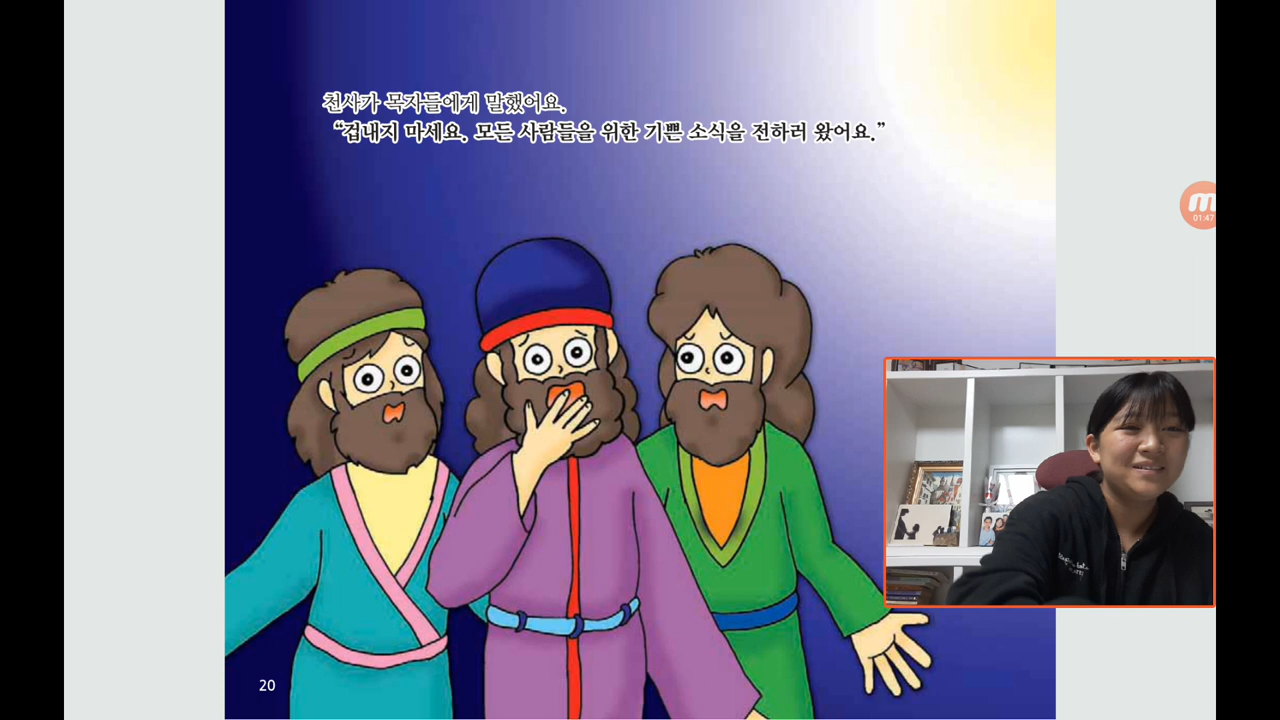 천사가 목자들에게 말했어요.
“겁내지 마세요. 모든 사람들을 위한 기쁜 소식을 전하러 왔어요.”
01:47
20